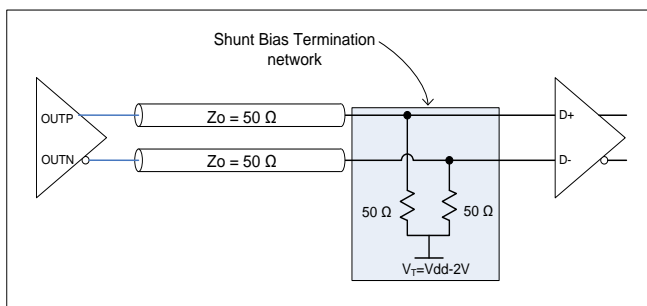 Shunt Bias Termination
network
OUTP
Zo = 50 Ω
D+
OUTN
Zo = 50 Ω
D-
50 Ω
50 Ω
VT=Vdd-2V